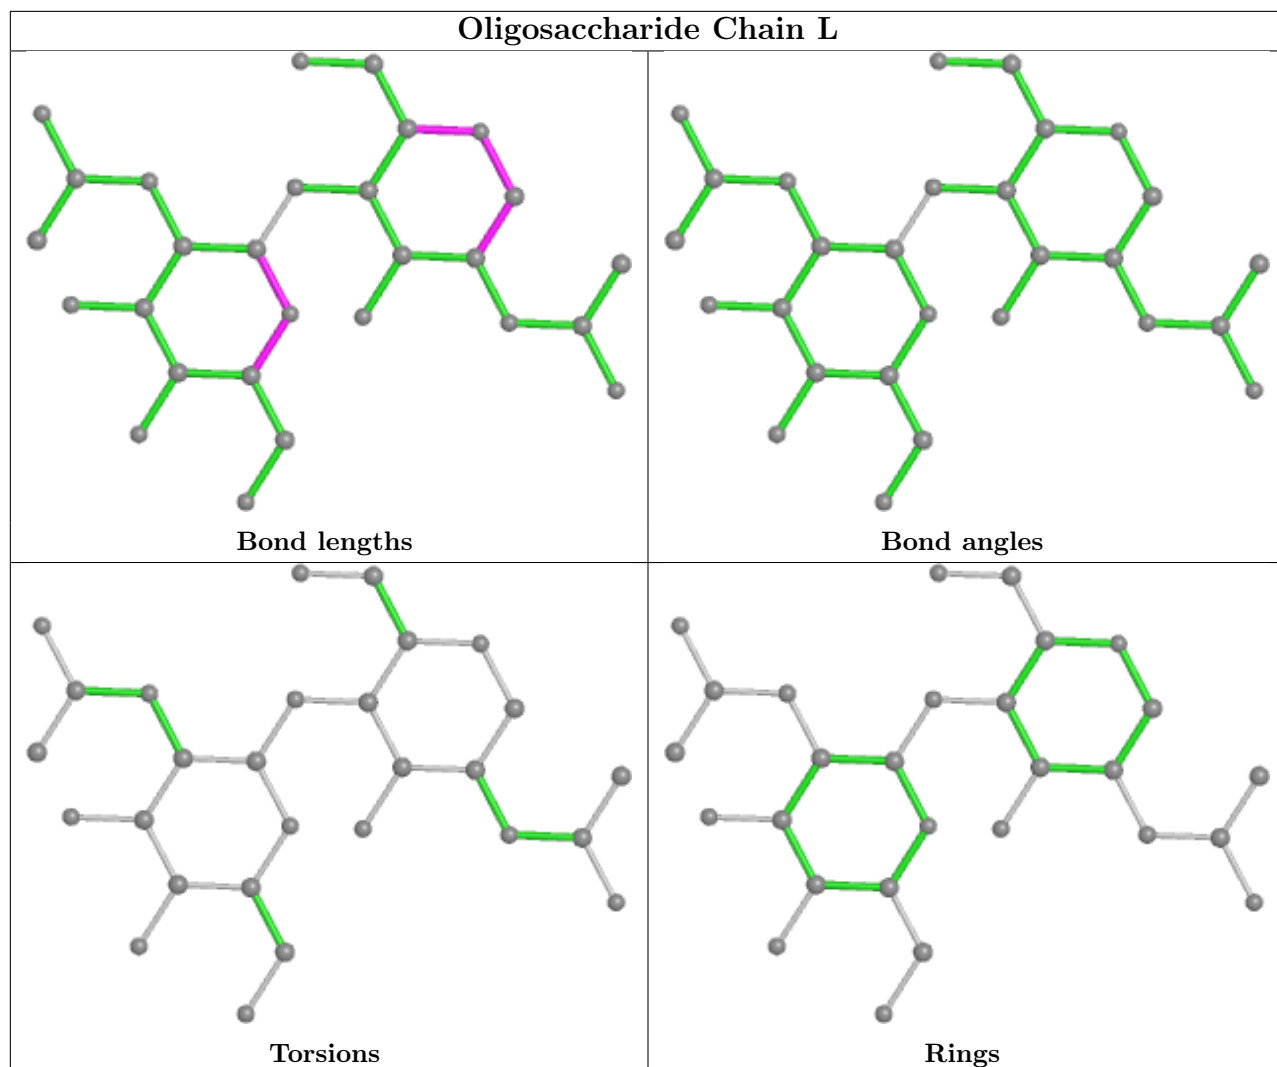 Oligosaccharide Chain L
Bond lengths
Bond angles
Torsions
Rings